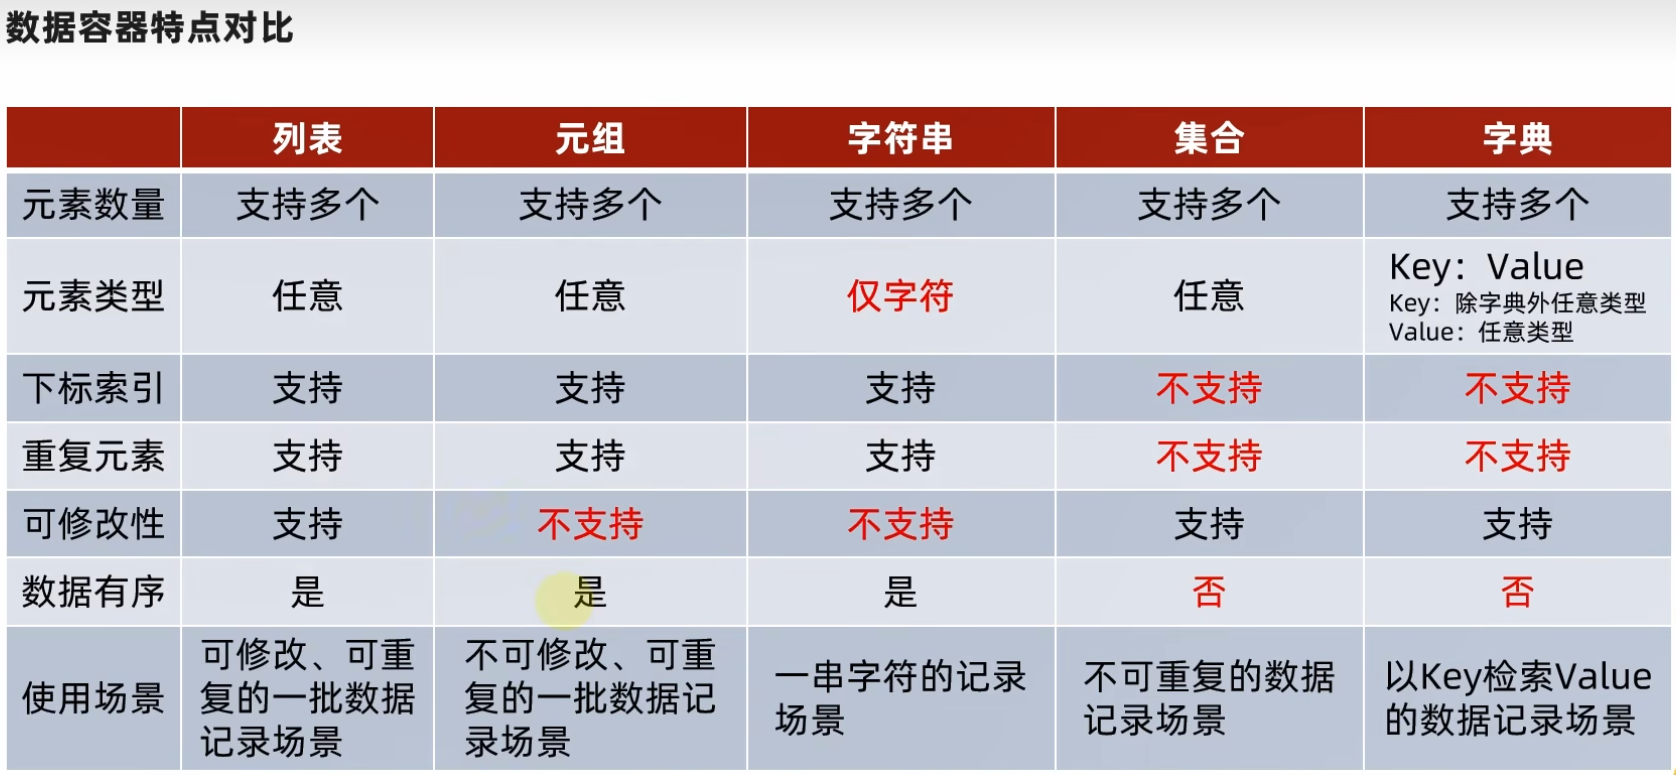 数据容器特点对比
列表 元组 字符串 集合 字典
元素数量 支持多个 支持多个 支持多个 支持多个 支持多个
元素类型 任意 任意 仅字符 任意 Key：Value
Key：除字典外任意类型
Value：任意类型
下标索引 支持 支持 支持 不支持 不支持
重复元素 支持 支持 支持 不支持 不支持
可修改性 支持 不支持 不支持 支持 支持
数据有序 是 是 是 否 否
使用场景
可修改、可重
复的一批数据
记录场景
不可修改、可重
复的一批数据记
录场景
一串字符的记录
场景
不可重复的数据
记录场景
以Key检索Value
的数据记录场景